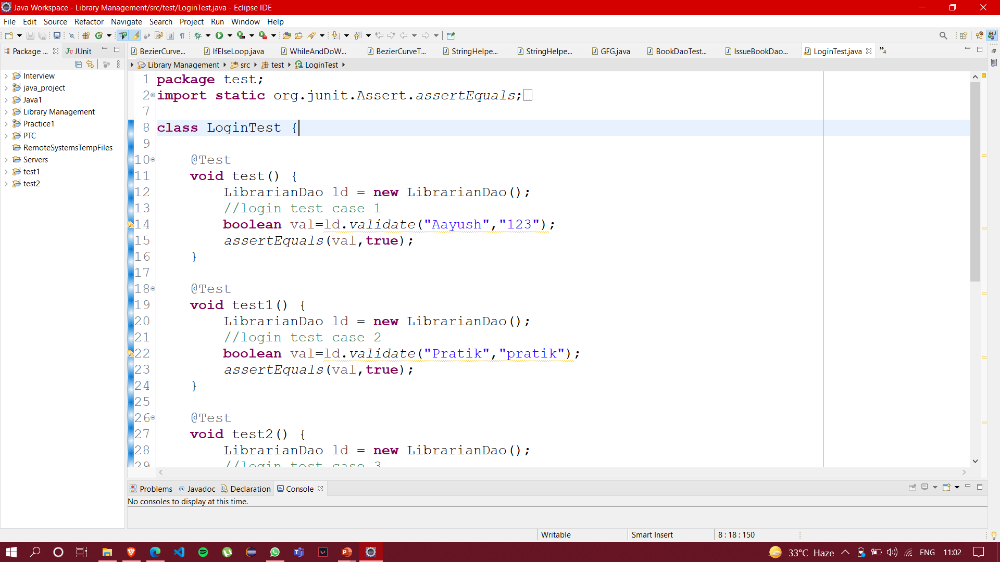 Java Workspace - Library Management/src/test/LoginTest.java - Eclipse IDE
File Edit Source Refactor Navigate Search Project Run Window Help
Package ... JUnit
BezierCurve... IfElseLoop.java WhileAndDoW... BezierCurveT... StringHelpe... StringHelpe... GFG.java BookDaoTest... IssueBookDao... LoginTest.java »4
Library Management src test LoginTest
Interview
java_project
Java1
Library Management
Practice1
PTC
RemoteSystemsTempFiles
Servers
test1
test2
1 package test;
2 import static org.junit.Assert.assertEquals;
7
8 class LoginTest {
9
10 @Test
11 void test() {
12 LibrarianDao ld = new LibrarianDao();
13 //login test case 1
14 boolean val=ld.validate("Aayush","123");
15 assertEquals(val,true);
16 }
17
18 @Test
19 void test1() {
20 LibrarianDao ld = new LibrarianDao();
21 //login test case 2
22 boolean val=ld.validate("Pratik","pratik");
23 assertEquals(val,true);
24 }
25
26 @Test
27 void test2() {
28 LibrarianDao ld = new LibrarianDao();
29 //login test case 3
Problems @ Javadoc Declaration Console
No consoles to display at this time.
Writable Smart Insert 8 : 18 : 150
33°C Haze ENG 11:02